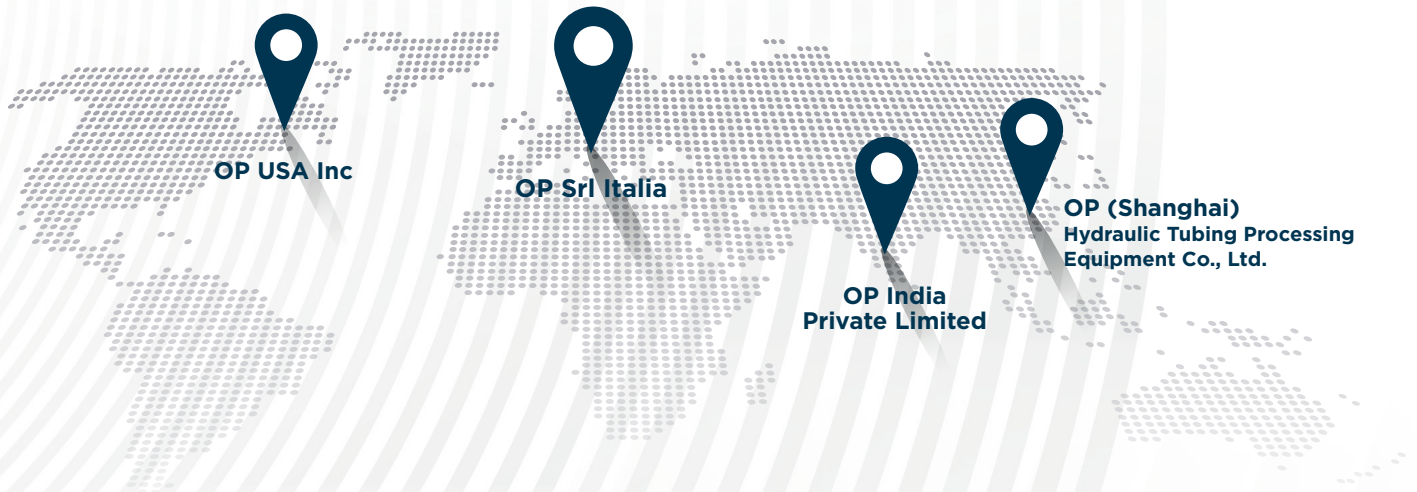 OP USA Inc
OP Srl Italia
OP (Shanghai)
Hydraulic Tubing Processing
Equipment Co., Ltd.
OP India
Private Limited